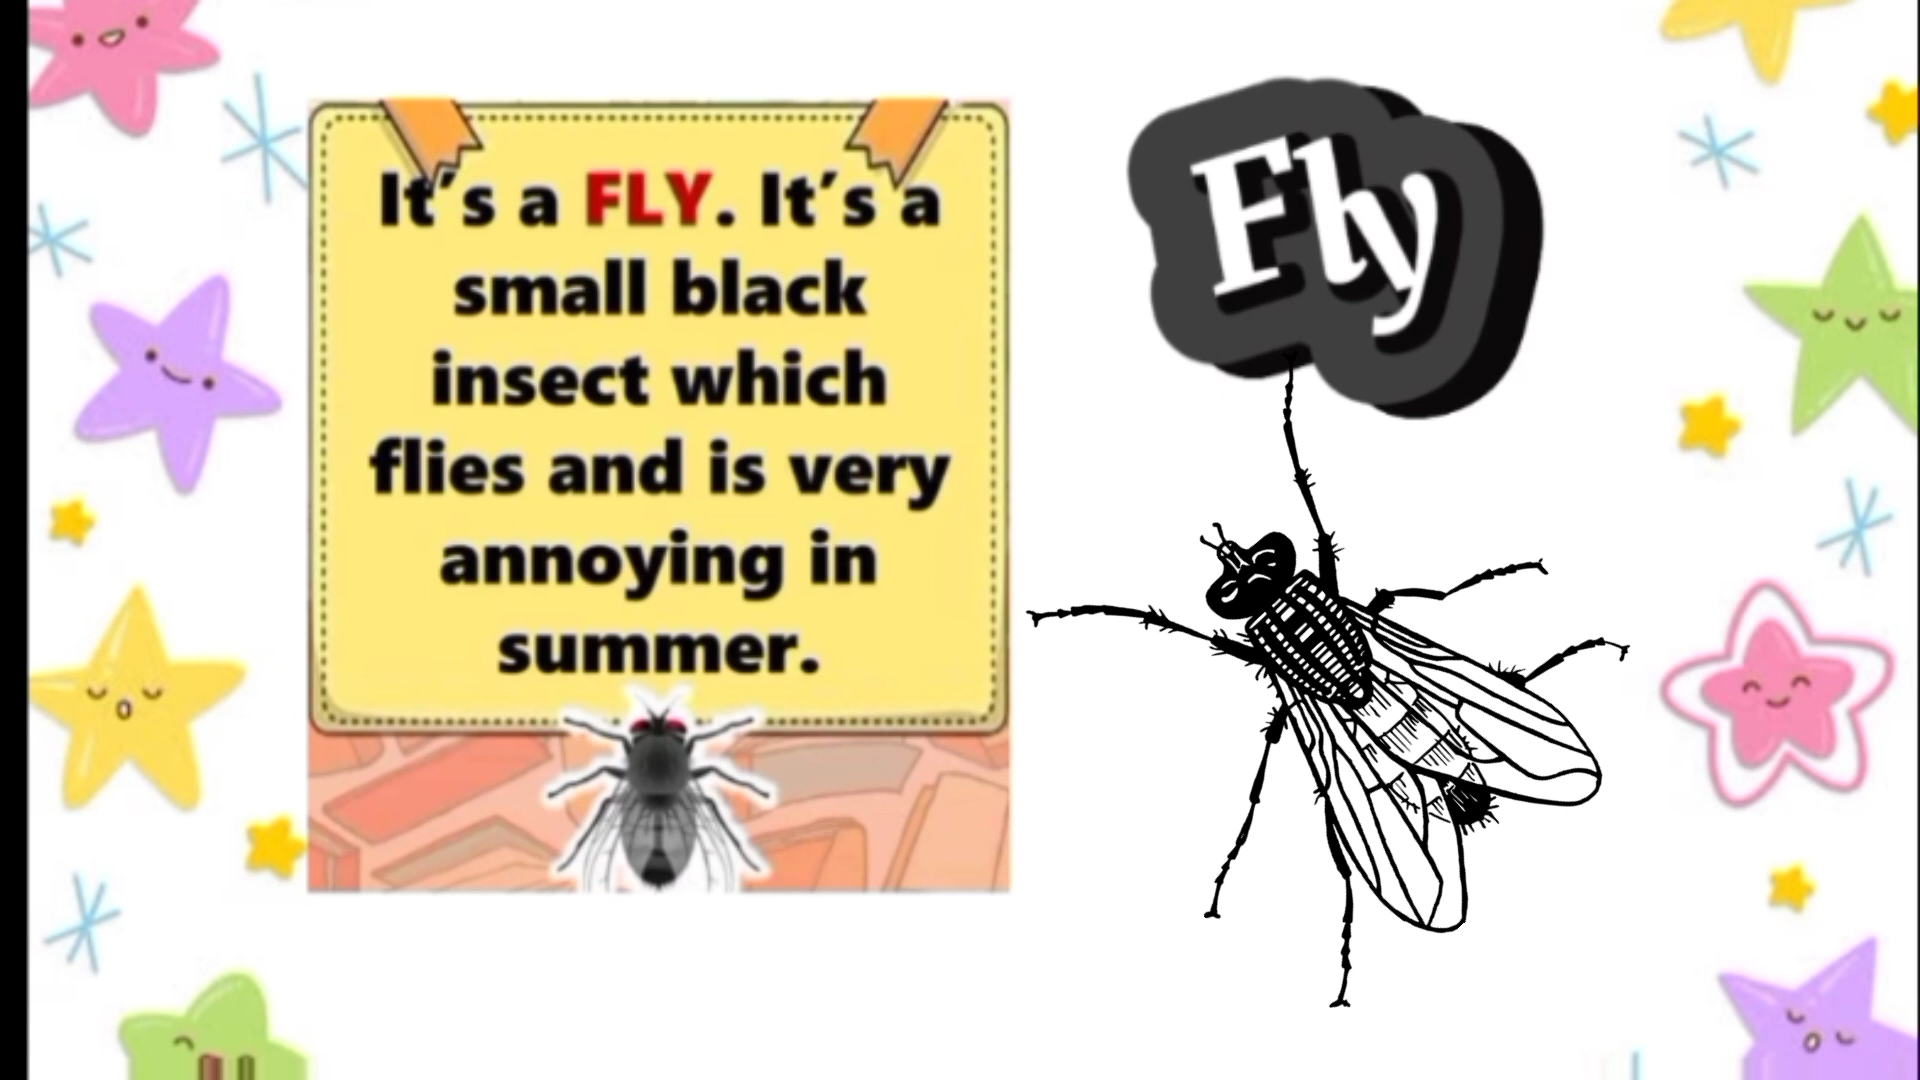 It's a FLY. It's a
small black
insect which
flies and is very
annoying in
summer.
Fly